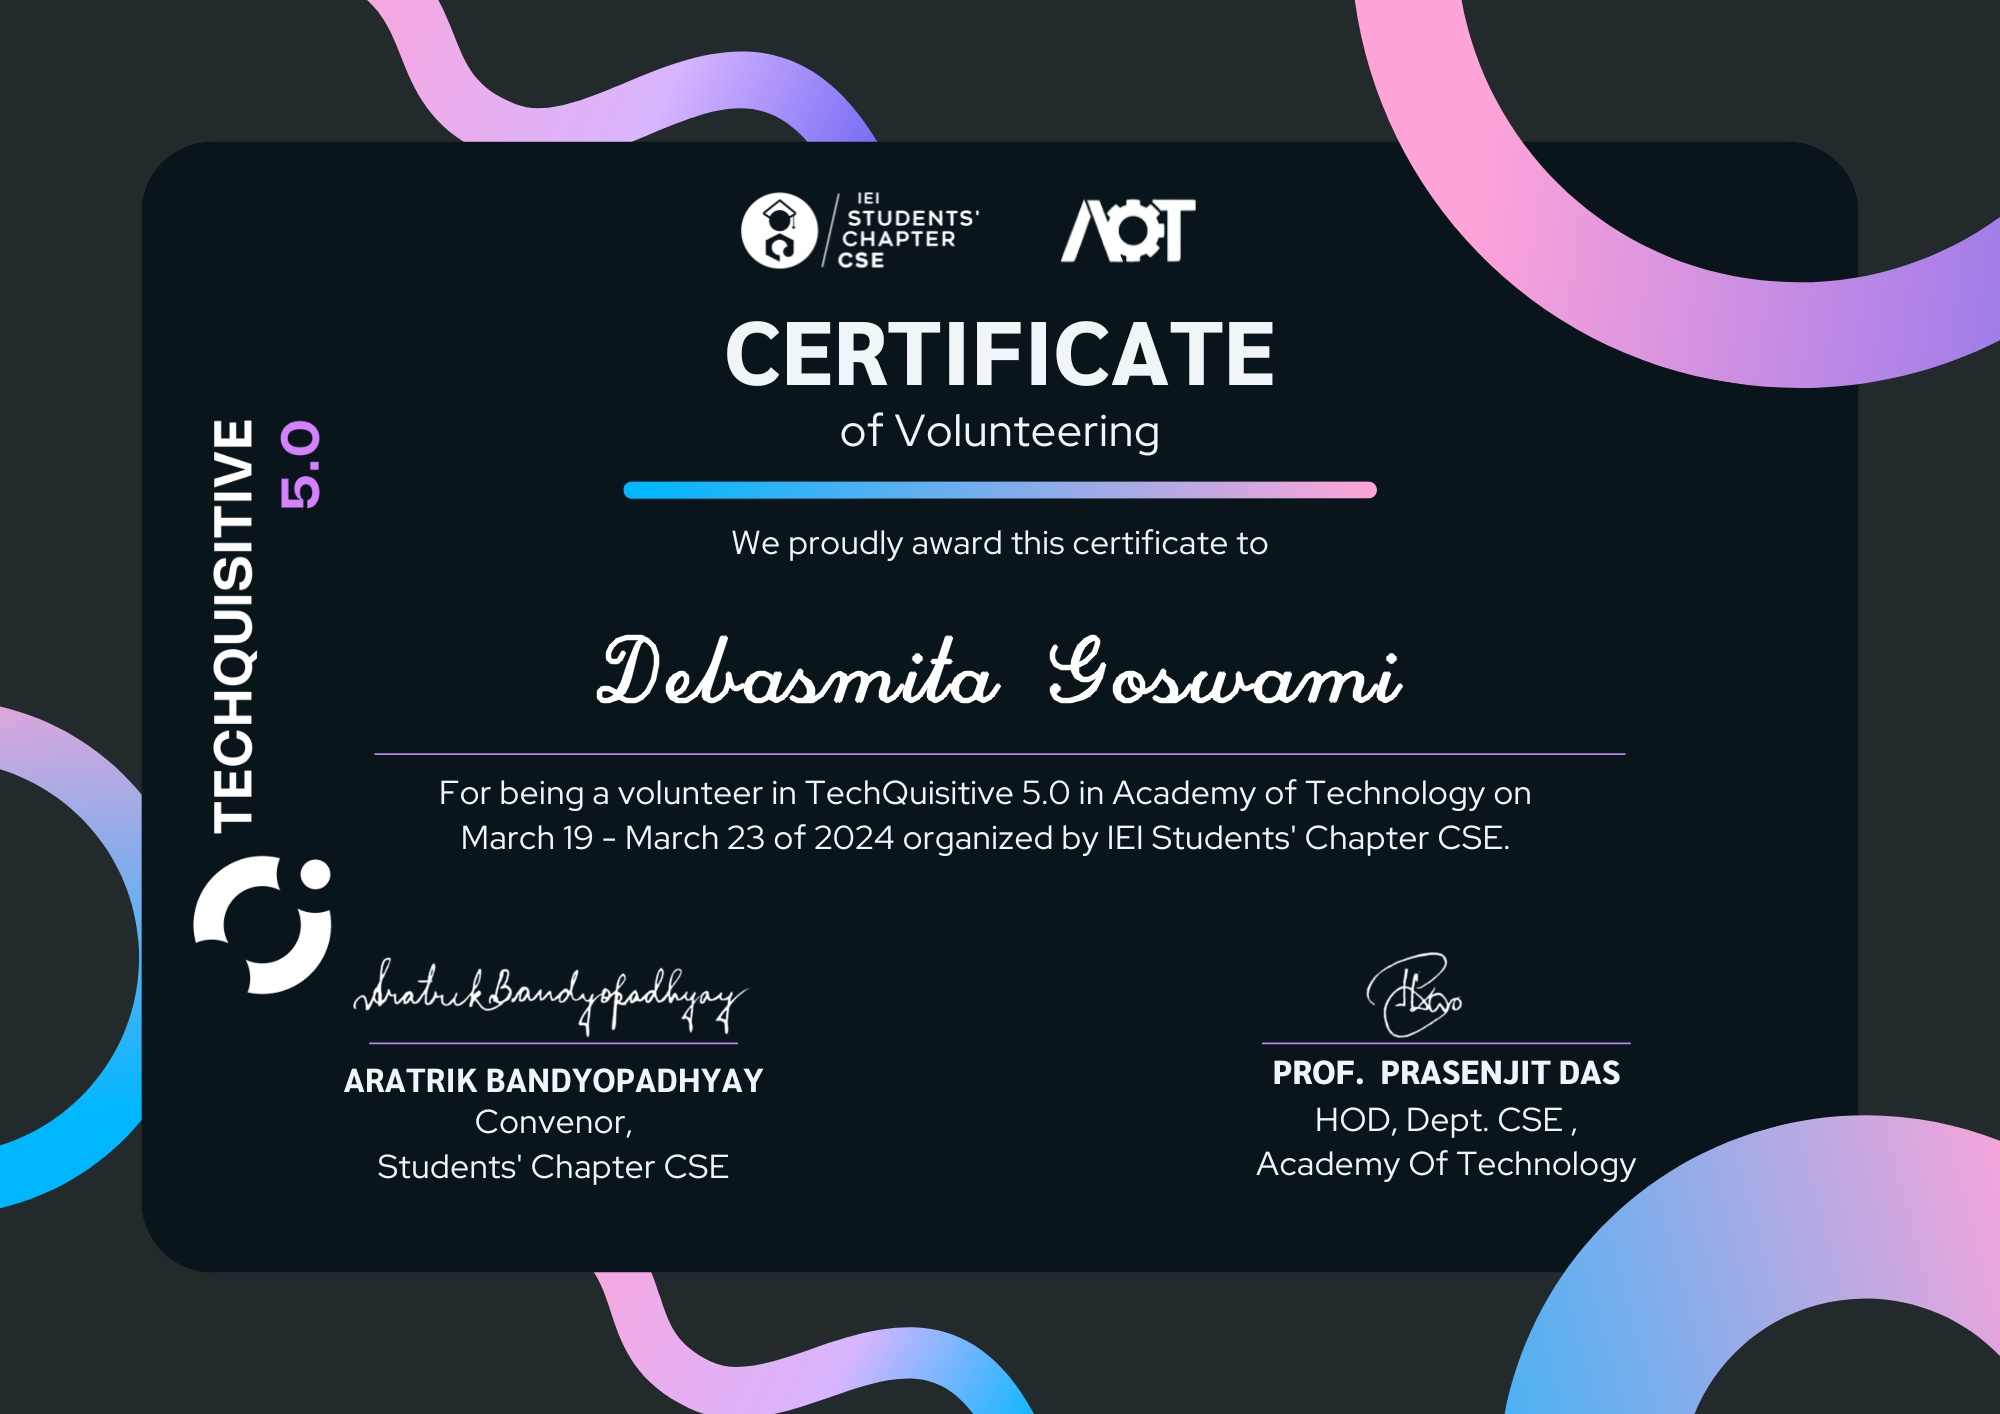 IEI
STUDENTS'
CHAPTER
CSE
AOT
CERTIFICATE
of Volunteering
We proudly award this certificate to
Debasmita Goswami
For being a volunteer in TechQuisitive 5.0 in Academy of Technology on
March 19 - March 23 of 2024 organized by IEI Students' Chapter CSE.
TECHQUISITIVE
5.0
Aratrik Bandyopadhyay
ARATRIK BANDYOPADHYAY
Convenor,
Students' Chapter CSE
PROF. PRASENJIT DAS
HOD, Dept. CSE ,
Academy Of Technology